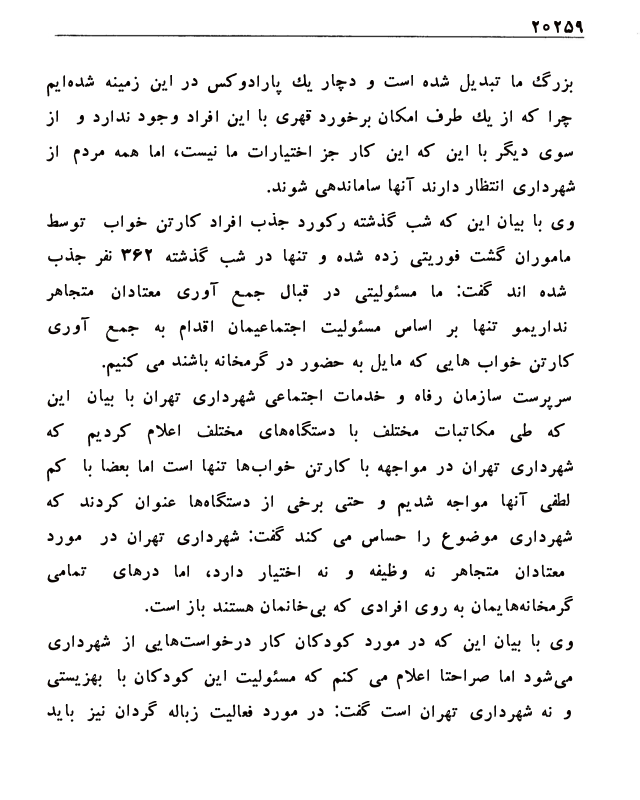 ۲۰۲۵۹
بزرگ ما تبدیل شده است و دچار یك پارادوکس در این زمینه شده‌ایم
چرا که از یك طرف امکان برخورد قهری با این افراد وجود ندارد و از
سوی دیگر با این که این کار جز اختیارات ما نیست، اما همه مردم از
شهرداری انتظار دارند آنها ساماندهی شوند.
وی با بیان این که شب گذشته رکورد جذب افراد کارتن خواب توسط
ماموران گشت فوریتی زده شده و تنها در شب گذشته ۳۶۲ نفر جذب
شده اند گفت: ما مسئولیتی در قبال جمع آوری معتادان متجاهر
نداریمو تنها بر اساس مسئولیت اجتماعیمان اقدام به جمع آوری
کارتن خواب هایی که مایل به حضور در گرمخانه باشند می کنیم.
سرپرست سازمان رفاه و خدمات اجتماعی شهرداری تهران با بیان این
که طی مکاتبات مختلف با دستگاه‌های مختلف اعلام کردیم که
شهرداری تهران در مواجهه با کارتن خواب‌ها تنها است اما بعضا با کم
لطفی آنها مواجه شدیم و حتی برخی از دستگاه‌ها عنوان کردند که
شهرداری موضوع را حساس می کند گفت: شهرداری تهران در مورد
معتادان متجاهر نه وظیفه و نه اختیار دارد، اما درهای تمامی
گرمخانه‌هایمان به روی افرادی که بی‌خانمان هستند باز است.
وی با بیان این که در مورد کودکان کار درخواست‌هایی از شهرداری
می‌شود اما صراحتا اعلام می کنم که مسئولیت این کودکان با بهزیستی
و نه شهرداری تهران است گفت: در مورد فعالیت زباله گردان نیز باید